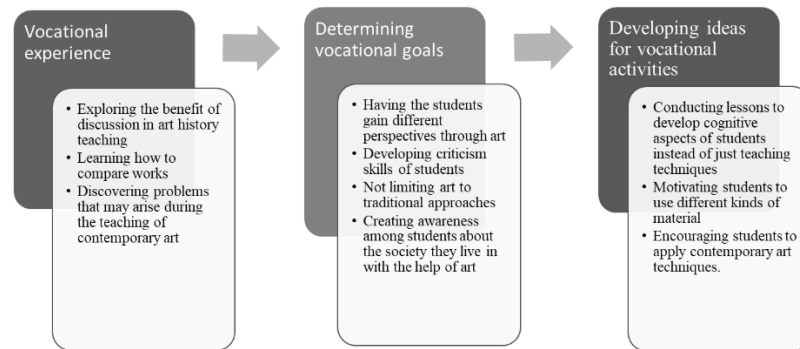 Vocational
experience
• Exploring the benefit of
discussion in art history
teaching
• Learning how to
compare works
• Discovering problems
that may arise during
the teaching of
contemporary art
Determining
vocational goals
• Having the students
gain different
perspectives through art
• Developing criticism
skills of students
• Not limiting art to
traditional approaches
• Creating awareness
among students about
the society they live in
with the help of art
Developing ideas
for vocational
activities
• Conducting lessons to
develop cognitive
aspects of students
instead of just teaching
techniques
• Motivating students to
use different kinds of
material
• Encouraging students to
apply contemporary art
techniques.